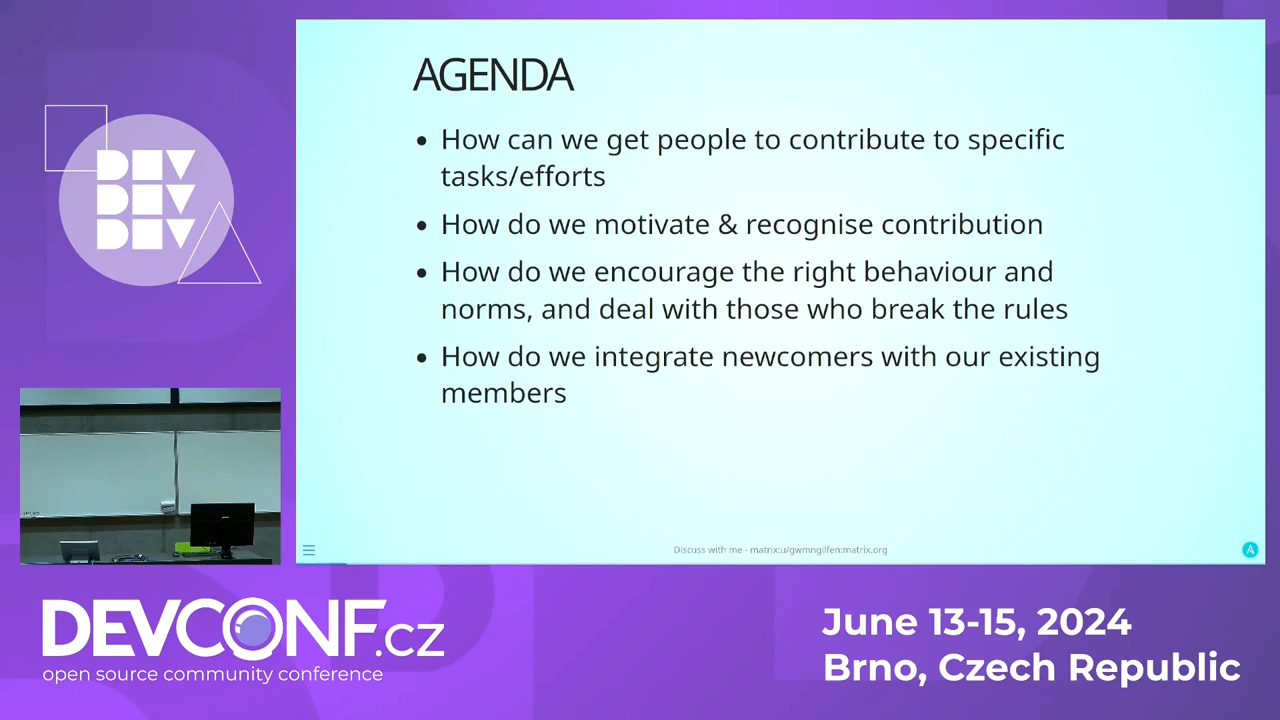 AGENDA
• How can we get people to contribute to specific
tasks/efforts
• How do we motivate & recognise contribution
• How do we encourage the right behaviour and
norms, and deal with those who break the rules
• How do we integrate newcomers with our existing
members
Discuss with me - matrix:u/gwmngilfen:matrix.org
A
DEV
DEV
DEV
DEVCONF.cz
open source community conference
June 13-15, 2024
Brno, Czech Republic